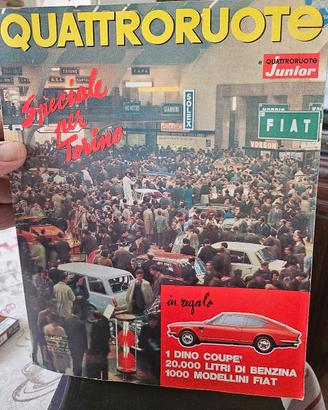 QUATTRORUOTE
e QUATTRORUOTE
Junior
Speciale
per
Torino
SOLEX
FIAT
in regalo
1 DINO COUPE'
20.000 LITRI DI BENZINA
1000 MODELLINI FIAT